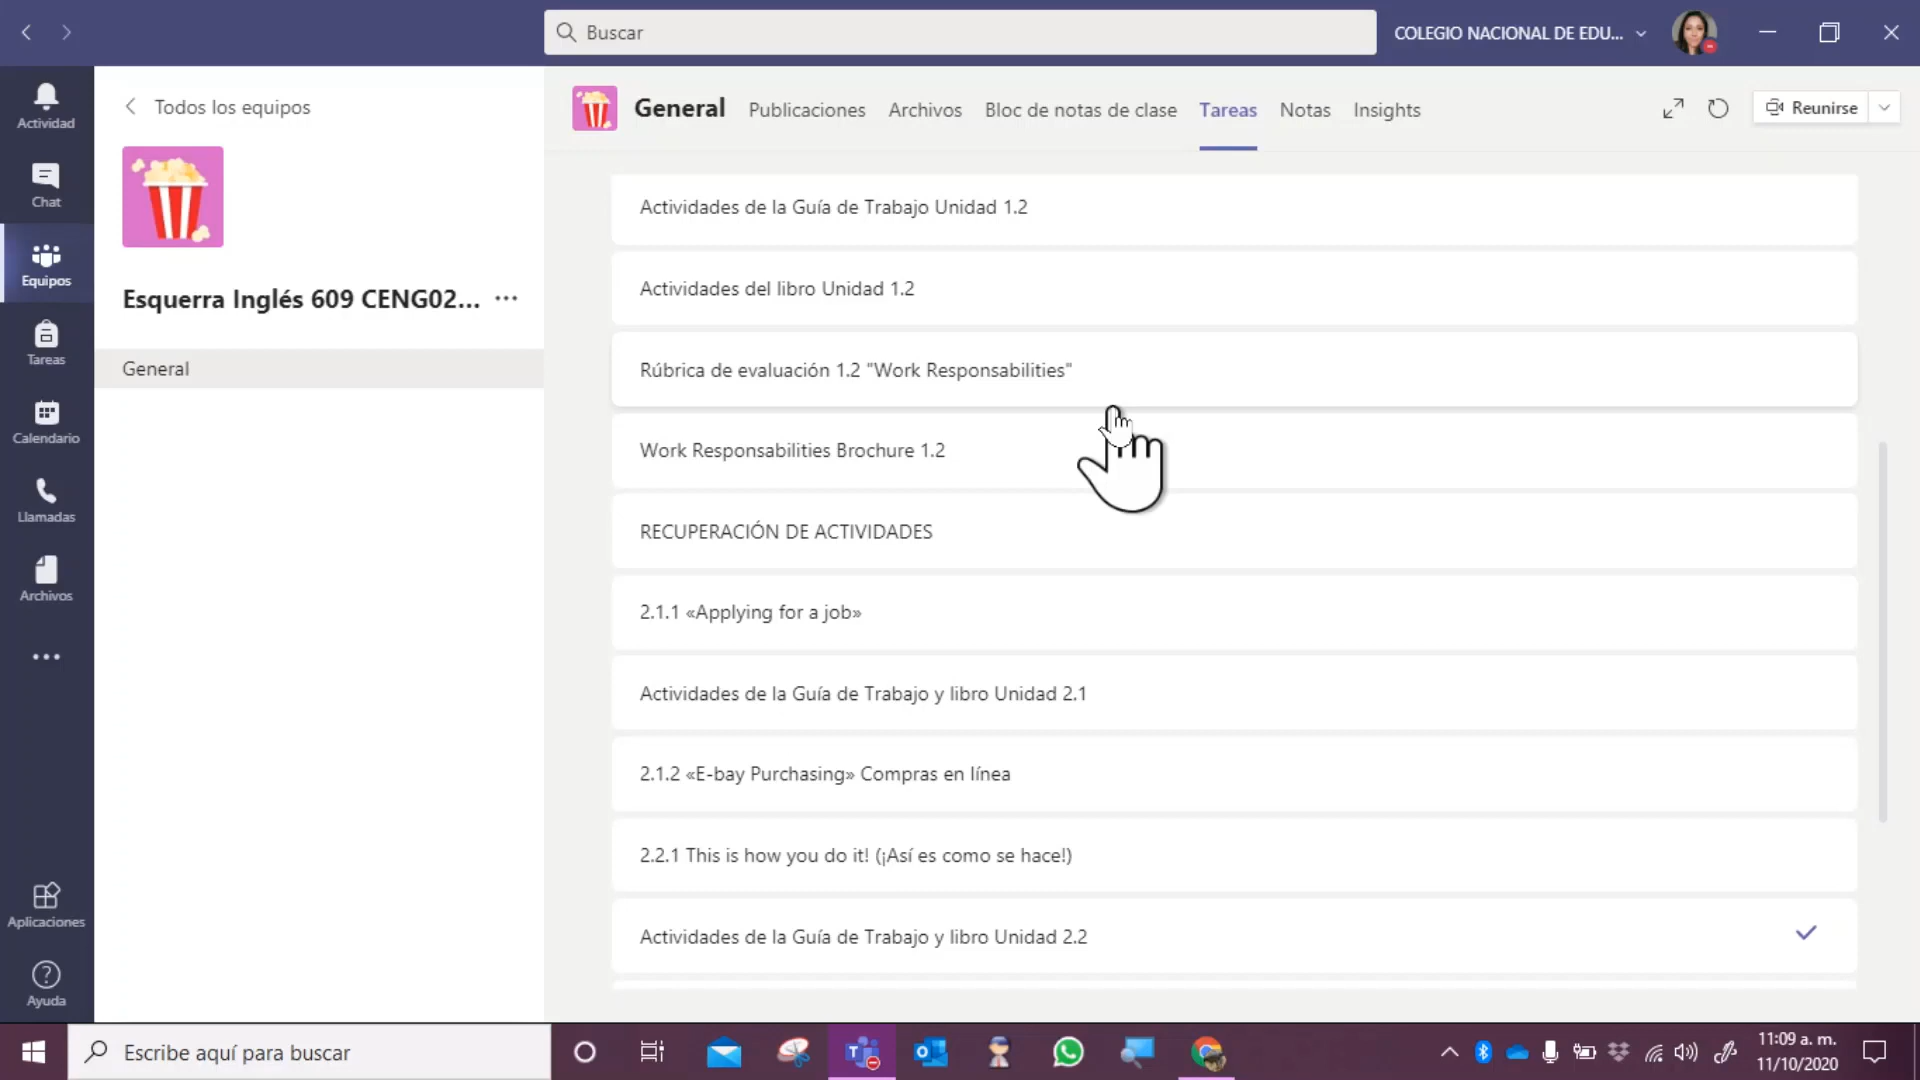 Buscar
COLEGIO NACIONAL DE EDU...
Actividad
Chat
Equipos
Tareas
Calendario
Llamadas
Archivos
Aplicaciones
Ayuda
Todos los equipos
Esquerra Inglés 609 CENG02...
General
General
Publicaciones
Archivos
Bloc de notas de clase
Tareas
Notas
Insights
Reunirse
Actividades de la Guía de Trabajo Unidad 1.2
Actividades del libro Unidad 1.2
Rúbrica de evaluación 1.2 "Work Responsabilities"
Work Responsabilities Brochure 1.2
RECUPERACIÓN DE ACTIVIDADES
2.1.1 «Applying for a job»
Actividades de la Guía de Trabajo y libro Unidad 2.1
2.1.2 «E-bay Purchasing» Compras en línea
2.2.1 This is how you do it! (¡Así es como se hace!)
Actividades de la Guía de Trabajo y libro Unidad 2.2
Escribe aquí para buscar
11:09 a. m.
11/10/2020